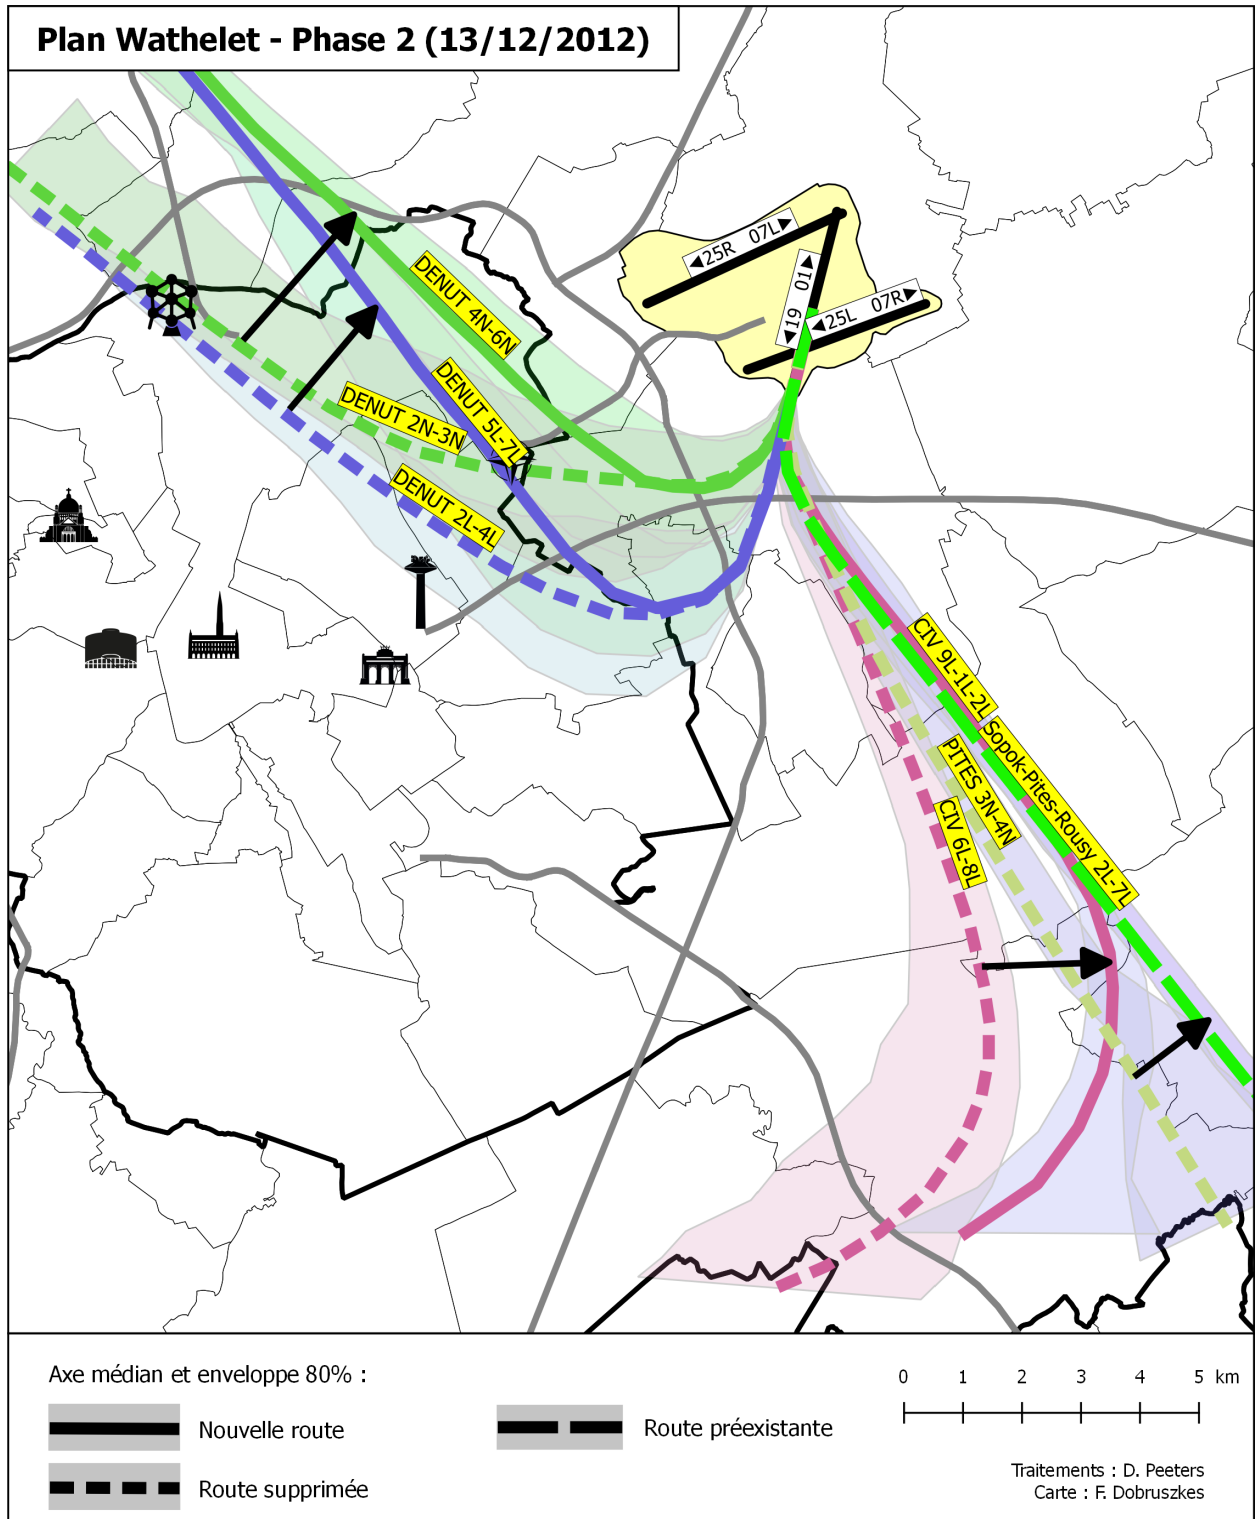 Plan Wathelet - Phase 2 (13/12/2012)
◀25R 07L▶
◀19 01▶
◀25L 07R▶
DENUT 4N-6N
DENUT 5L-7L
DENUT 2N-3N
DENUT 2L-4L
CIV 9L-1L-2L
Sopok-Pites-Rousy 2L-7L
PITES 3N-4N
CIV 6L-8L
Axe médian et enveloppe 80% :
Nouvelle route
Route supprimée
Route préexistante
0 1 2 3 4 5 km
Traitements : D. Peeters
Carte : F. Dobruszkes